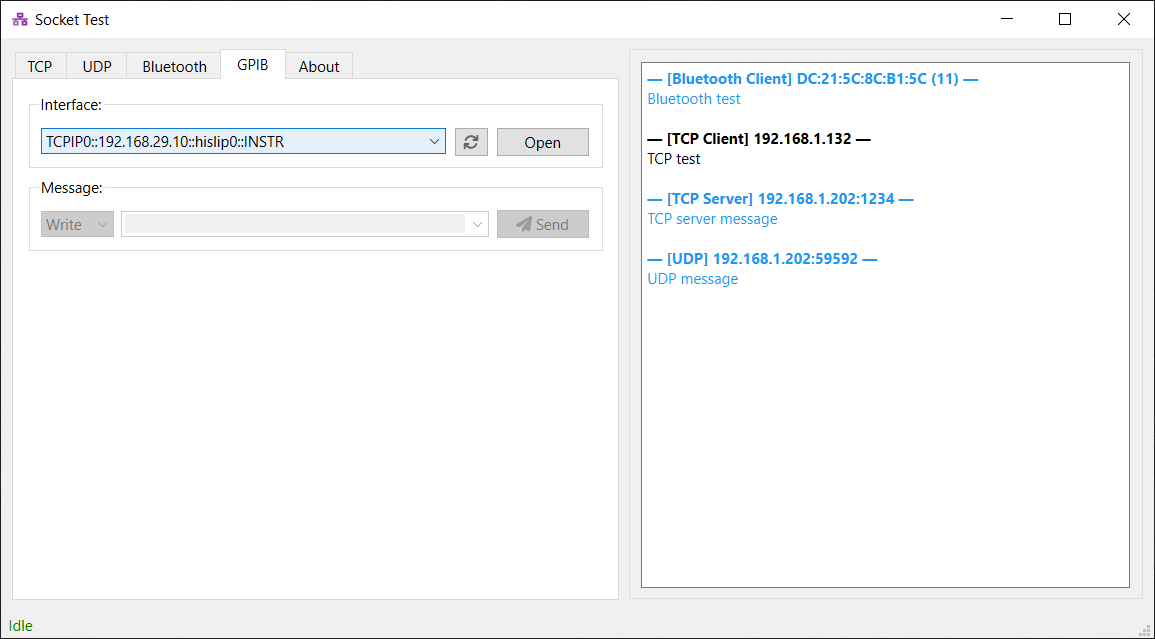 Socket Test
TCP
UDP
Bluetooth
GPIB
About
Interface:
TCPIP0::192.168.29.10::hislip0::INSTR
Open
Message:
Write
Send
— [Bluetooth Client] DC:21:5C:8C:B1:5C (11) —
Bluetooth test
— [TCP Client] 192.168.1.132 —
TCP test
— [TCP Server] 192.168.1.202:1234 —
TCP server message
— [UDP] 192.168.1.202:59592 —
UDP message
Idle